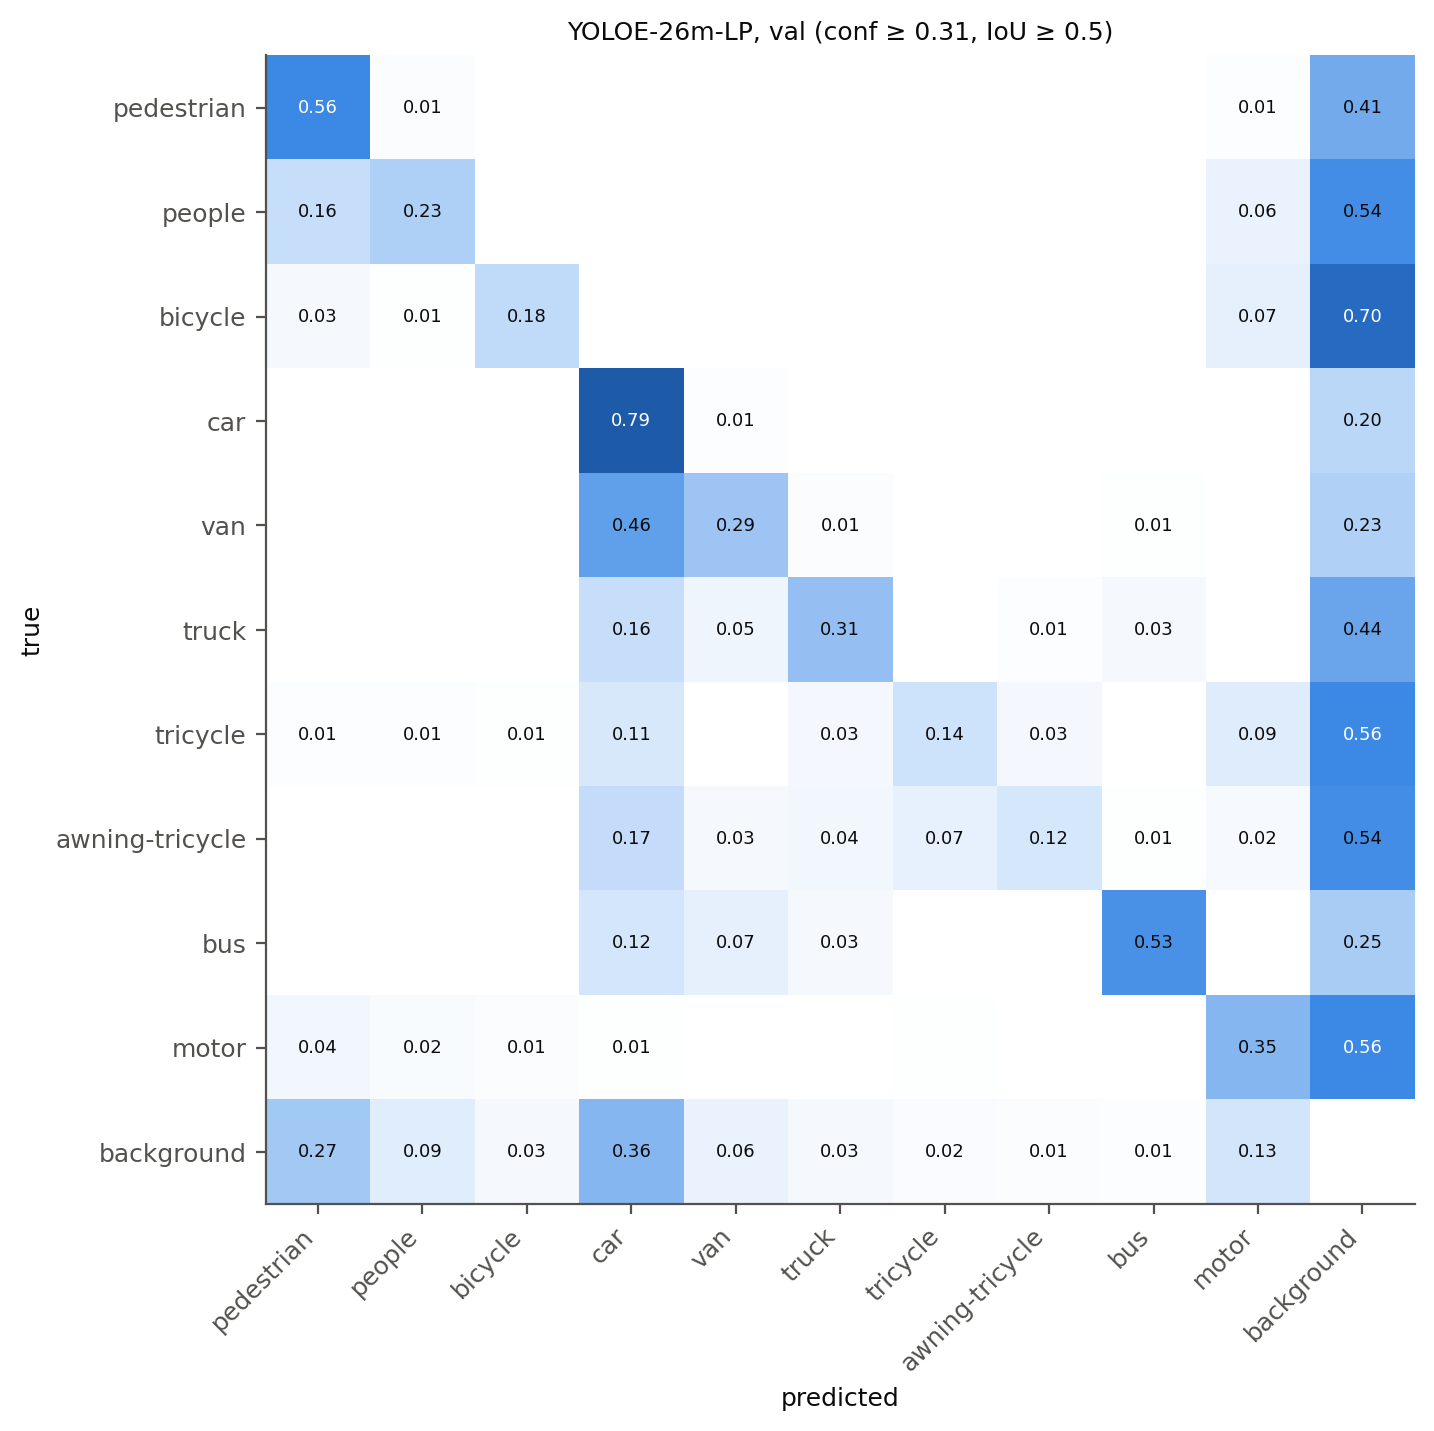 YOLOE-26m-LP, val (conf ≥ 0.31, IoU ≥ 0.5)
true
pedestrian 0.56 0.01 0.01 0.41
people 0.16 0.23 0.06 0.54
bicycle 0.03 0.01 0.18 0.07 0.70
car 0.79 0.01 0.20
van 0.46 0.29 0.01 0.01 0.23
truck 0.16 0.05 0.31 0.01 0.03 0.44
tricycle 0.01 0.01 0.01 0.11 0.03 0.14 0.03 0.09 0.56
awning-tricycle 0.17 0.03 0.04 0.07 0.12 0.01 0.02 0.54
bus 0.12 0.07 0.03 0.53 0.25
motor 0.04 0.02 0.01 0.01 0.35 0.56
background 0.27 0.09 0.03 0.36 0.06 0.03 0.02 0.01 0.01 0.13
pedestrian people bicycle car van truck tricycle awning-tricycle bus motor background
predicted